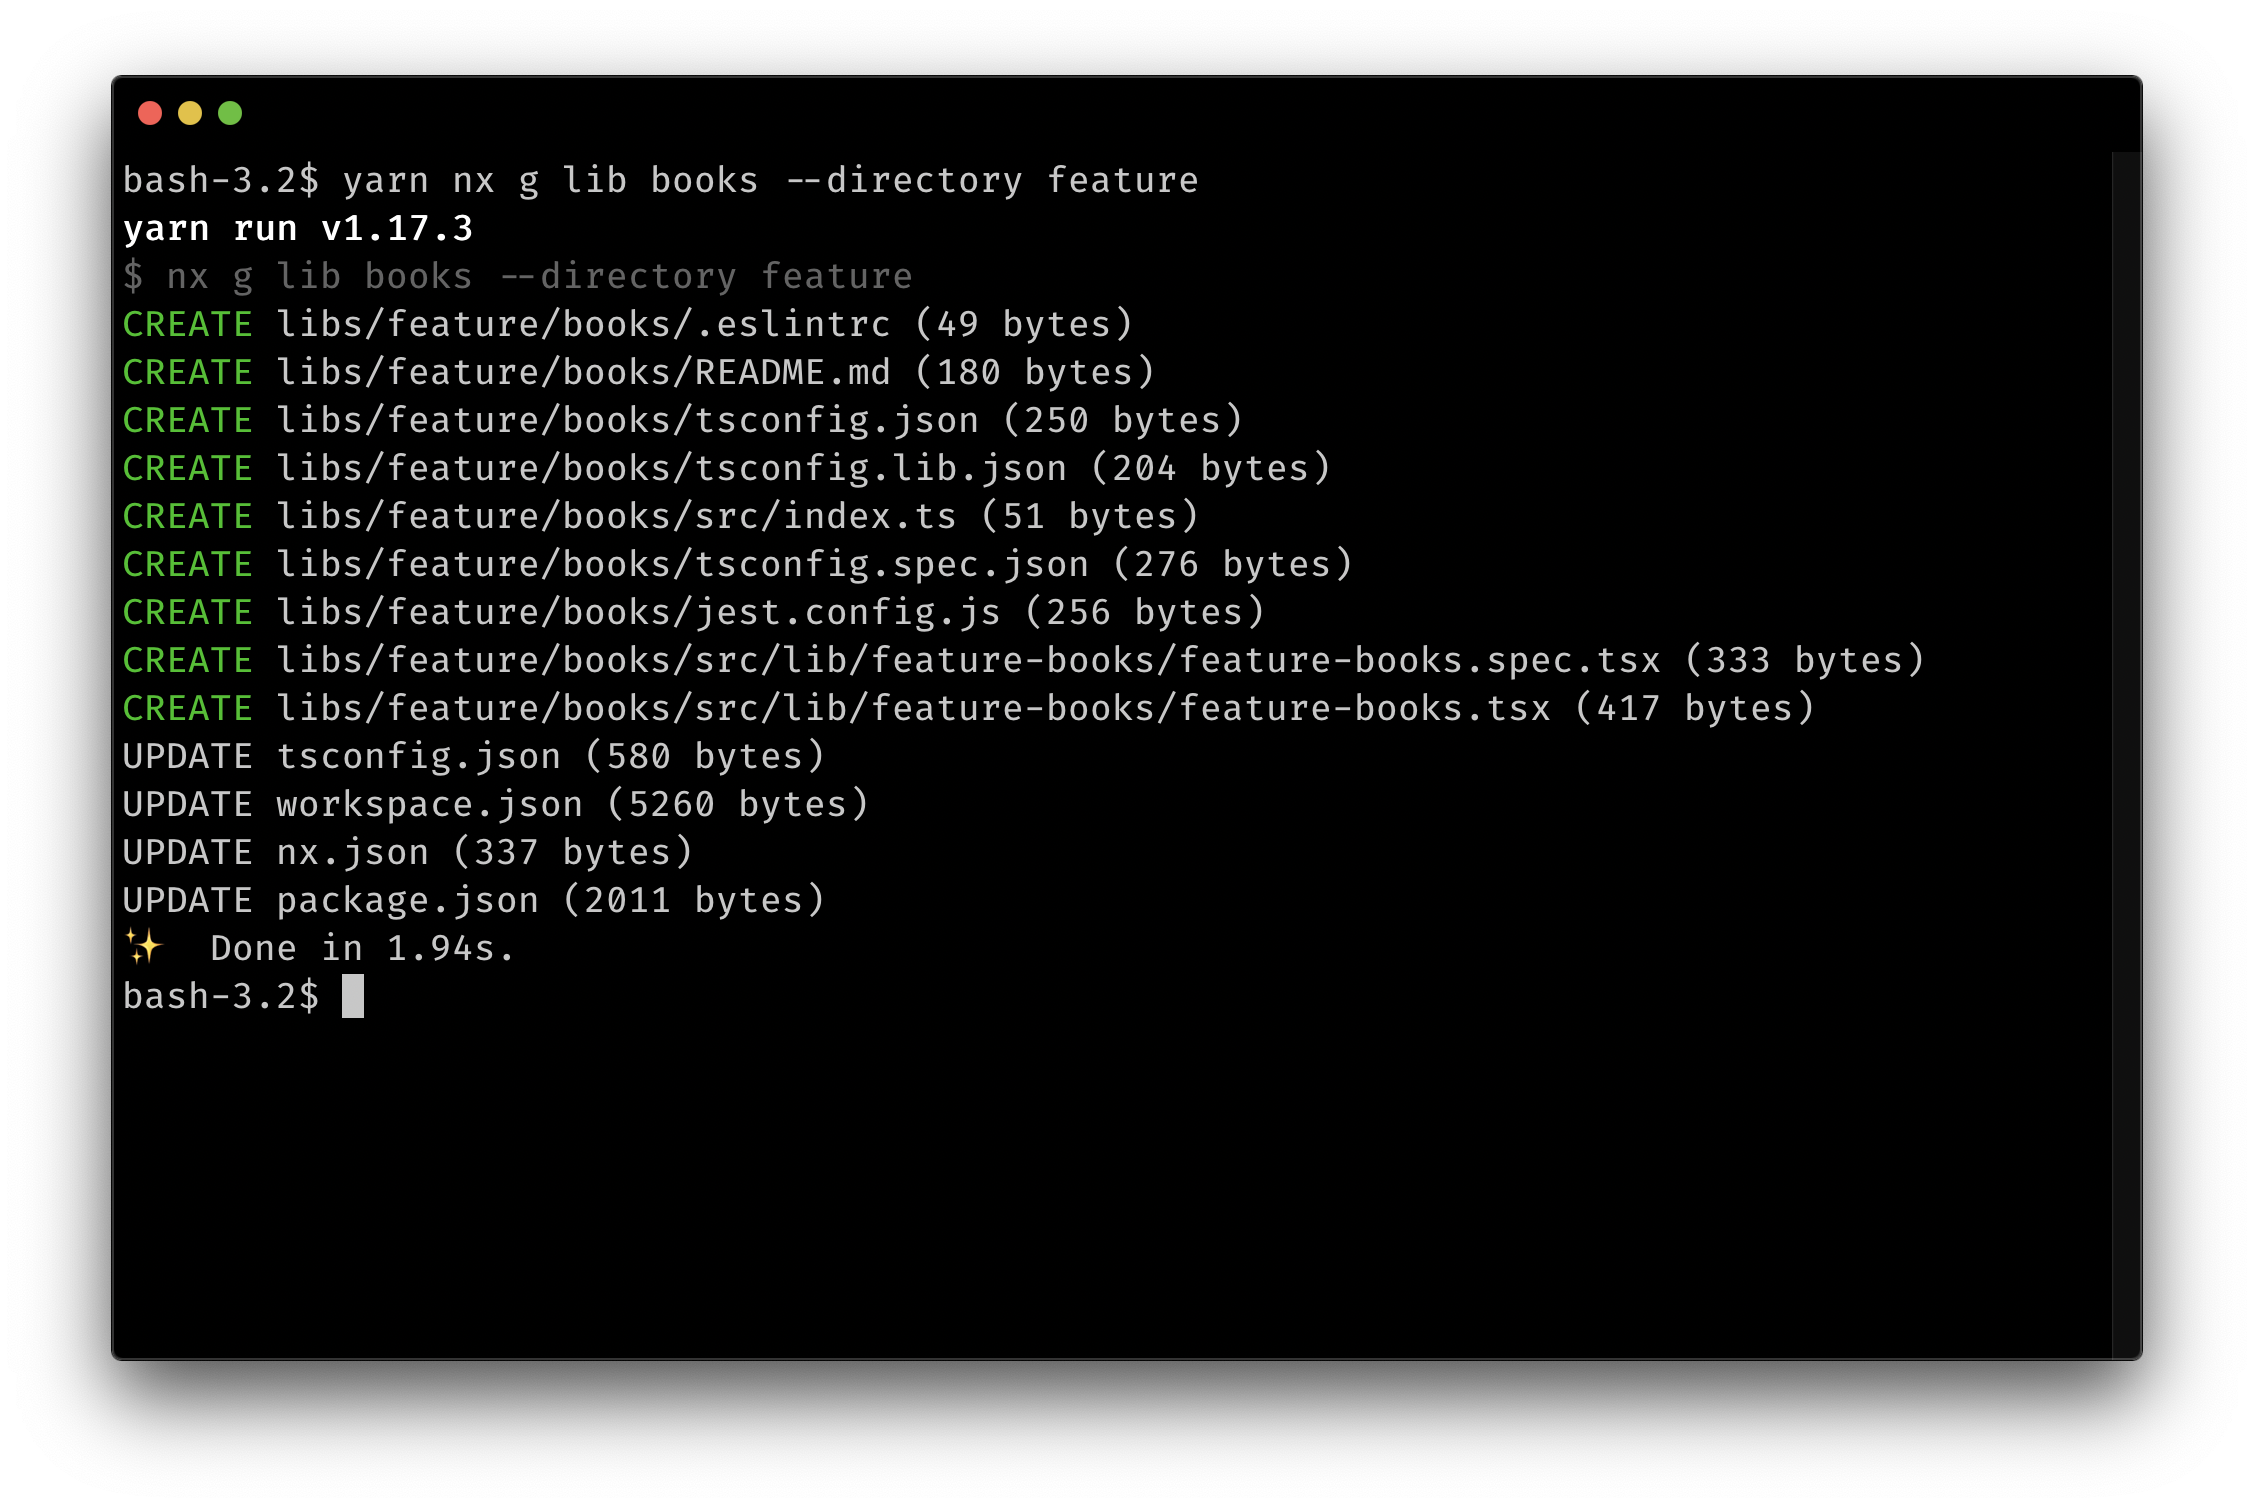 bash-3.2$ yarn nx g lib books --directory feature
yarn run v1.17.3
$ nx g lib books --directory feature
CREATE libs/feature/books/.eslintrc (49 bytes)
CREATE libs/feature/books/README.md (180 bytes)
CREATE libs/feature/books/tsconfig.json (250 bytes)
CREATE libs/feature/books/tsconfig.lib.json (204 bytes)
CREATE libs/feature/books/src/index.ts (51 bytes)
CREATE libs/feature/books/tsconfig.spec.json (276 bytes)
CREATE libs/feature/books/jest.config.js (256 bytes)
CREATE libs/feature/books/src/lib/feature-books/feature-books.spec.tsx (333 bytes)
CREATE libs/feature/books/src/lib/feature-books/feature-books.tsx (417 bytes)
UPDATE tsconfig.json (580 bytes)
UPDATE workspace.json (5260 bytes)
UPDATE nx.json (337 bytes)
UPDATE package.json (2011 bytes)
✨  Done in 1.94s.
bash-3.2$